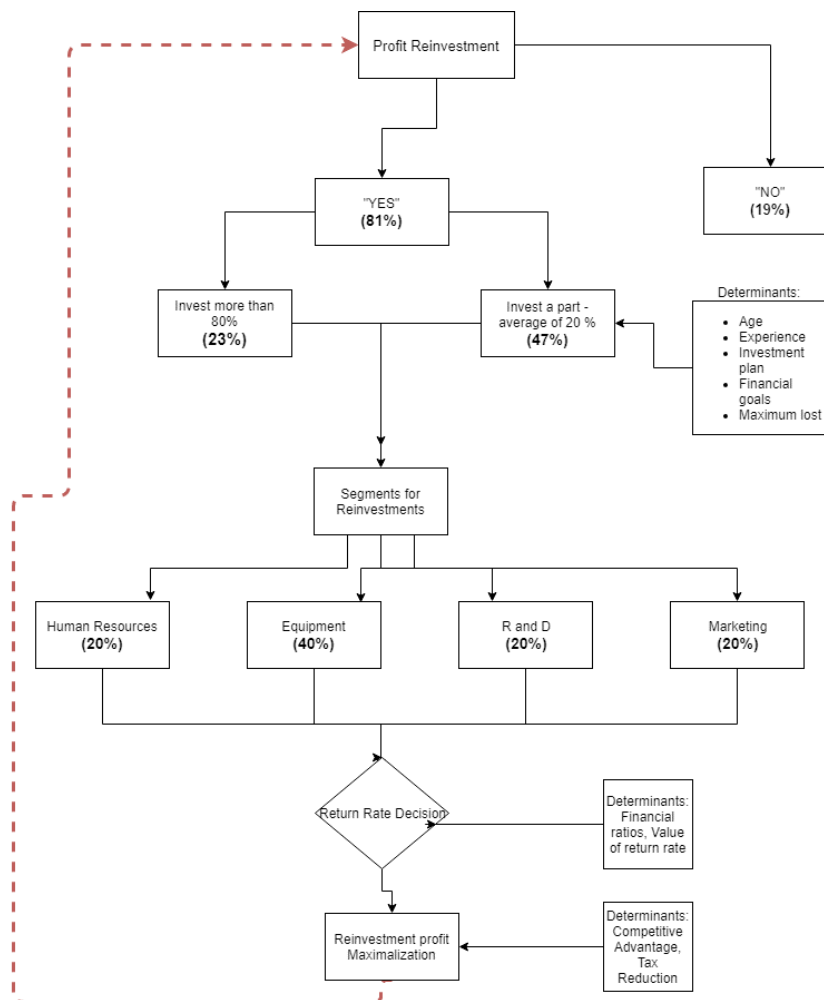 Profit Reinvestment
"YES"
(81%)
"NO"
(19%)
Invest more than
80%
(23%)
Invest a part -
average of 20 %
(47%)
Determinants:
• Age
• Experience
• Investment
plan
• Financial
goals
• Maximum lost
Segments for
Reinvestments
Human Resources
(20%)
Equipment
(40%)
R and D
(20%)
Marketing
(20%)
Return Rate Decision
Determinants:
Financial
ratios, Value
of return rate
Reinvestment profit
Maximalization
Determinants:
Competitive
Advantage,
Tax
Reduction